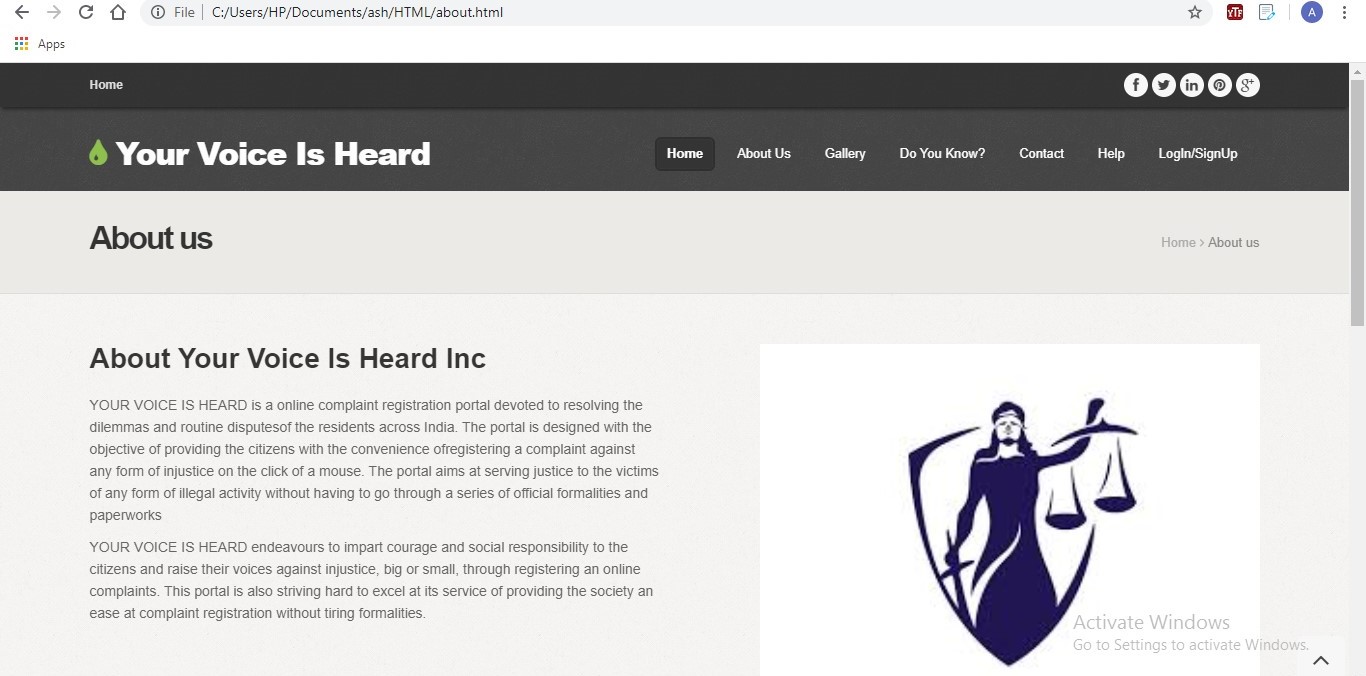 File C:/Users/HP/Documents/ash/HTML/about.html
A
Apps
Home
f in g+
Your Voice Is Heard
Home About Us Gallery Do You Know? Contact Help LogIn/SignUp
About us
Home › About us
About Your Voice Is Heard Inc
YOUR VOICE IS HEARD is a online complaint registration portal devoted to resolving the
dilemmas and routine disputesof the residents across India. The portal is designed with the
objective of providing the citizens with the convenience ofregistering a complaint against
any form of injustice on the click of a mouse. The portal aims at serving justice to the victims
of any form of illegal activity without having to go through a series of official formalities and
paperworks
YOUR VOICE IS HEARD endeavours to impart courage and social responsibility to the
citizens and raise their voices against injustice, big or small, through registering an online
complaints. This portal is also striving hard to excel at its service of providing the society an
ease at complaint registration without tiring formalities.
Activate Windows
Go to Settings to activate Windows.